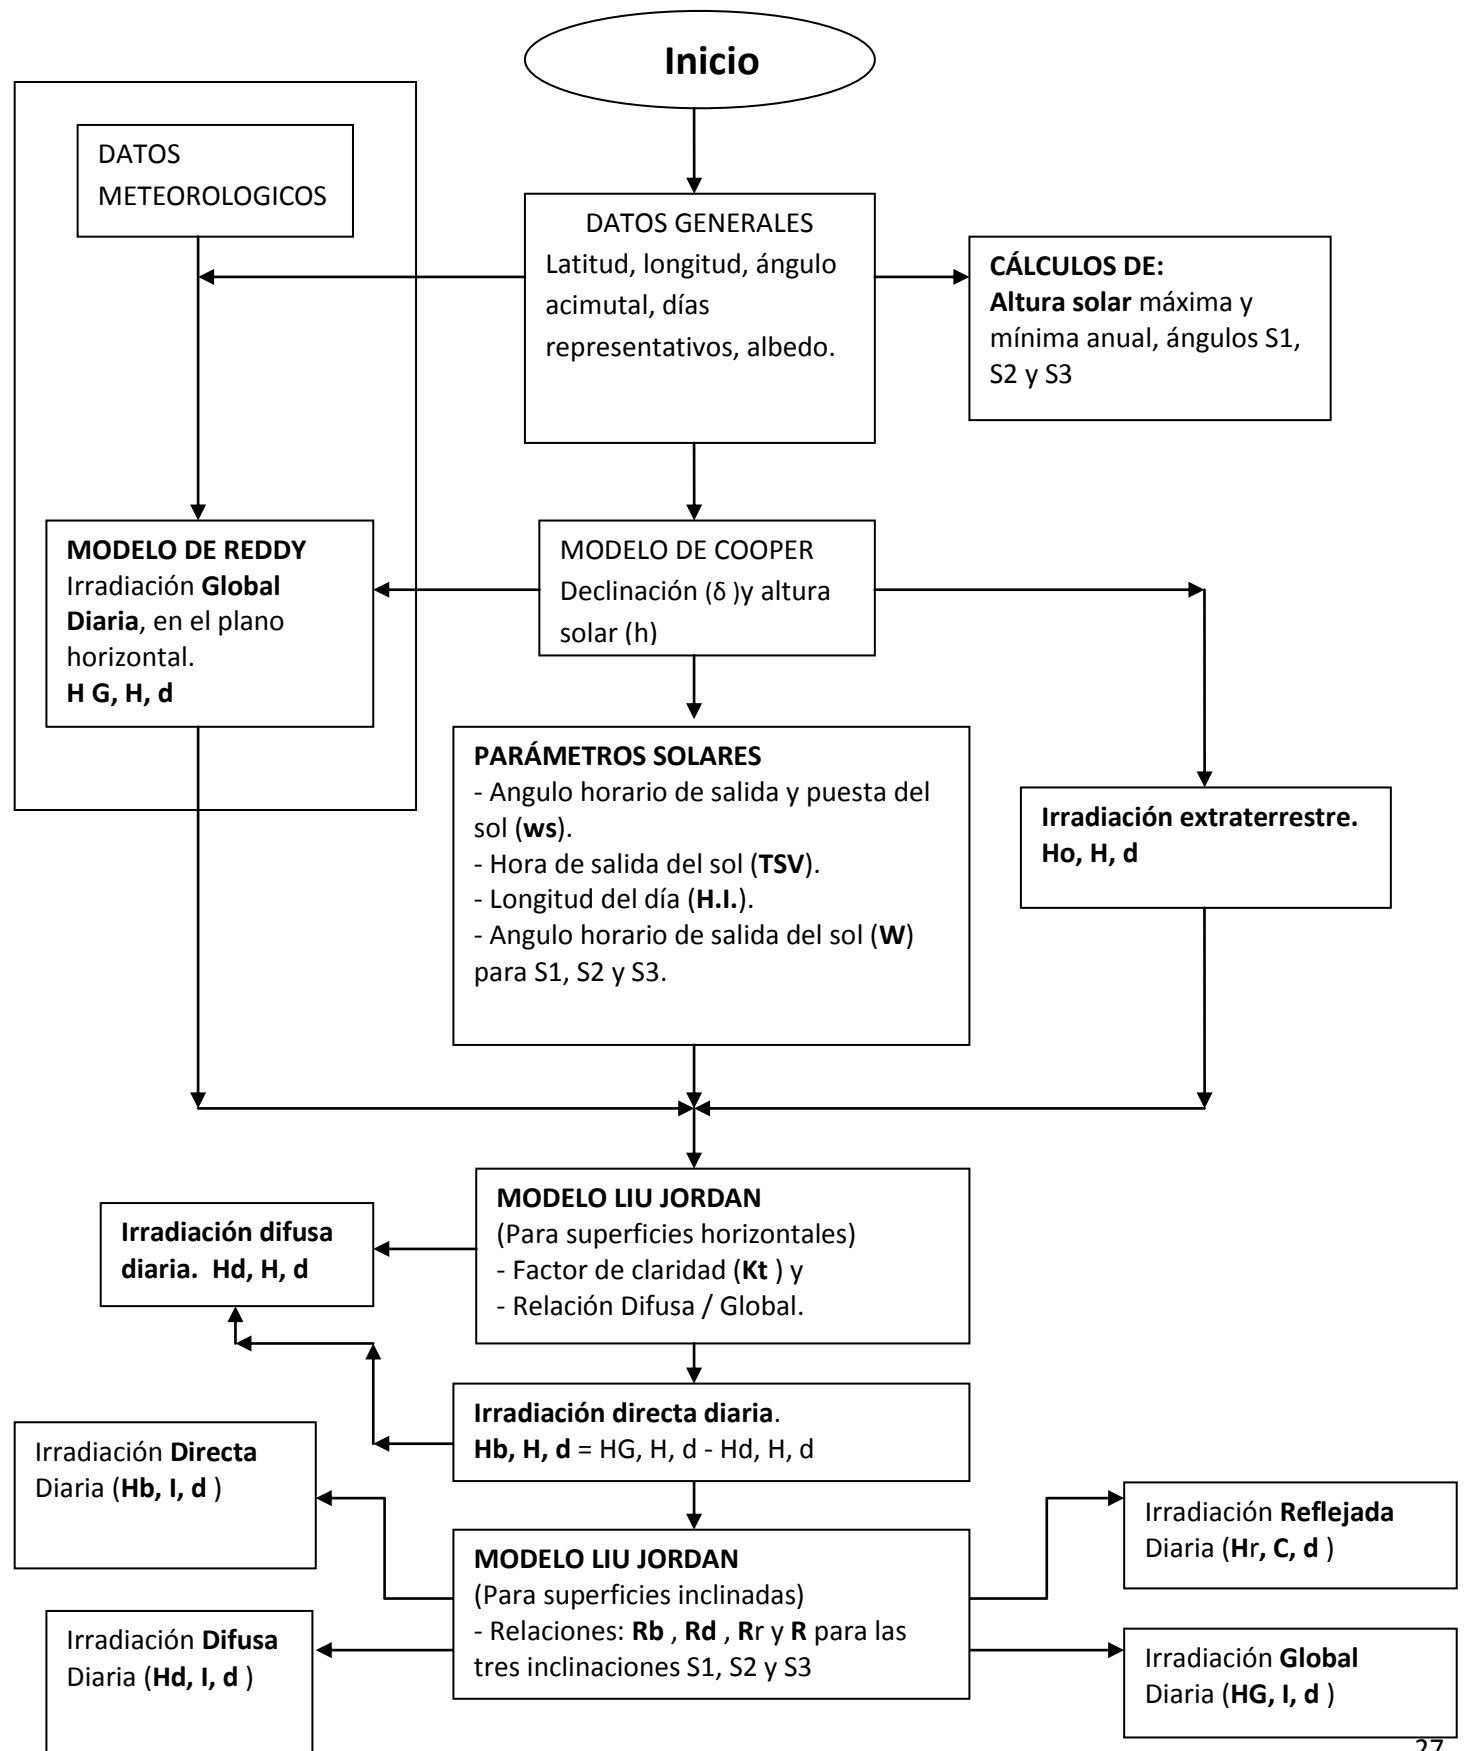 Inicio
DATOS
METEOROLOGICOS
DATOS GENERALES
Latitud, longitud, ángulo
acimutal, días
representativos, albedo.
CÁLCULOS DE:
Altura solar máxima y
mínima anual, ángulos S1,
S2 y S3
MODELO DE REDDY
Irradiación Global
Diaria, en el plano
horizontal.
H G, H, d
MODELO DE COOPER
Declinación (δ )y altura
solar (h)
PARÁMETROS SOLARES
- Angulo horario de salida y puesta del
sol (ws).
- Hora de salida del sol (TSV).
- Longitud del día (H.I.).
- Angulo horario de salida del sol (W)
para S1, S2 y S3.
Irradiación extraterrestre.
Ho, H, d
MODELO LIU JORDAN
(Para superficies horizontales)
- Factor de claridad (Kt ) y
- Relación Difusa / Global.
Irradiación difusa
diaria.  Hd, H, d
Irradiación directa diaria.
Hb, H, d = HG, H, d - Hd, H, d
Irradiación Directa
Diaria (Hb, I, d )
MODELO LIU JORDAN
(Para superficies inclinadas)
- Relaciones: Rb , Rd , Rr y R para las
tres inclinaciones S1, S2 y S3
Irradiación Reflejada
Diaria (Hr, C, d )
Irradiación Difusa
Diaria (Hd, I, d )
Irradiación Global
Diaria (HG, I, d )
27